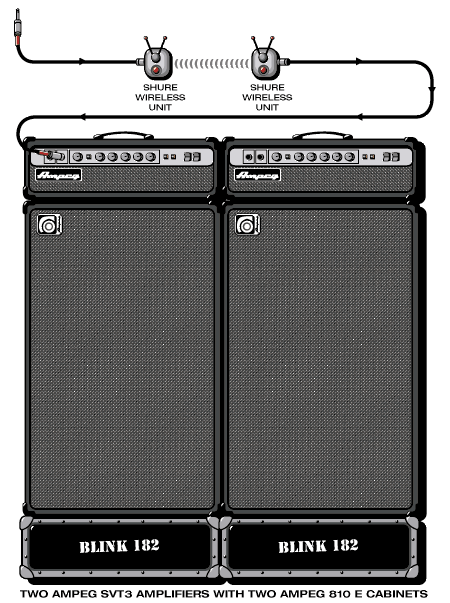 SHURE
WIRELESS
UNIT
SHURE
WIRELESS
UNIT
Ampeg
Ampeg
BLINK 182
BLINK 182
TWO AMPEG SVT3 AMPLIFIERS WITH TWO AMPEG 810 E CABINETS